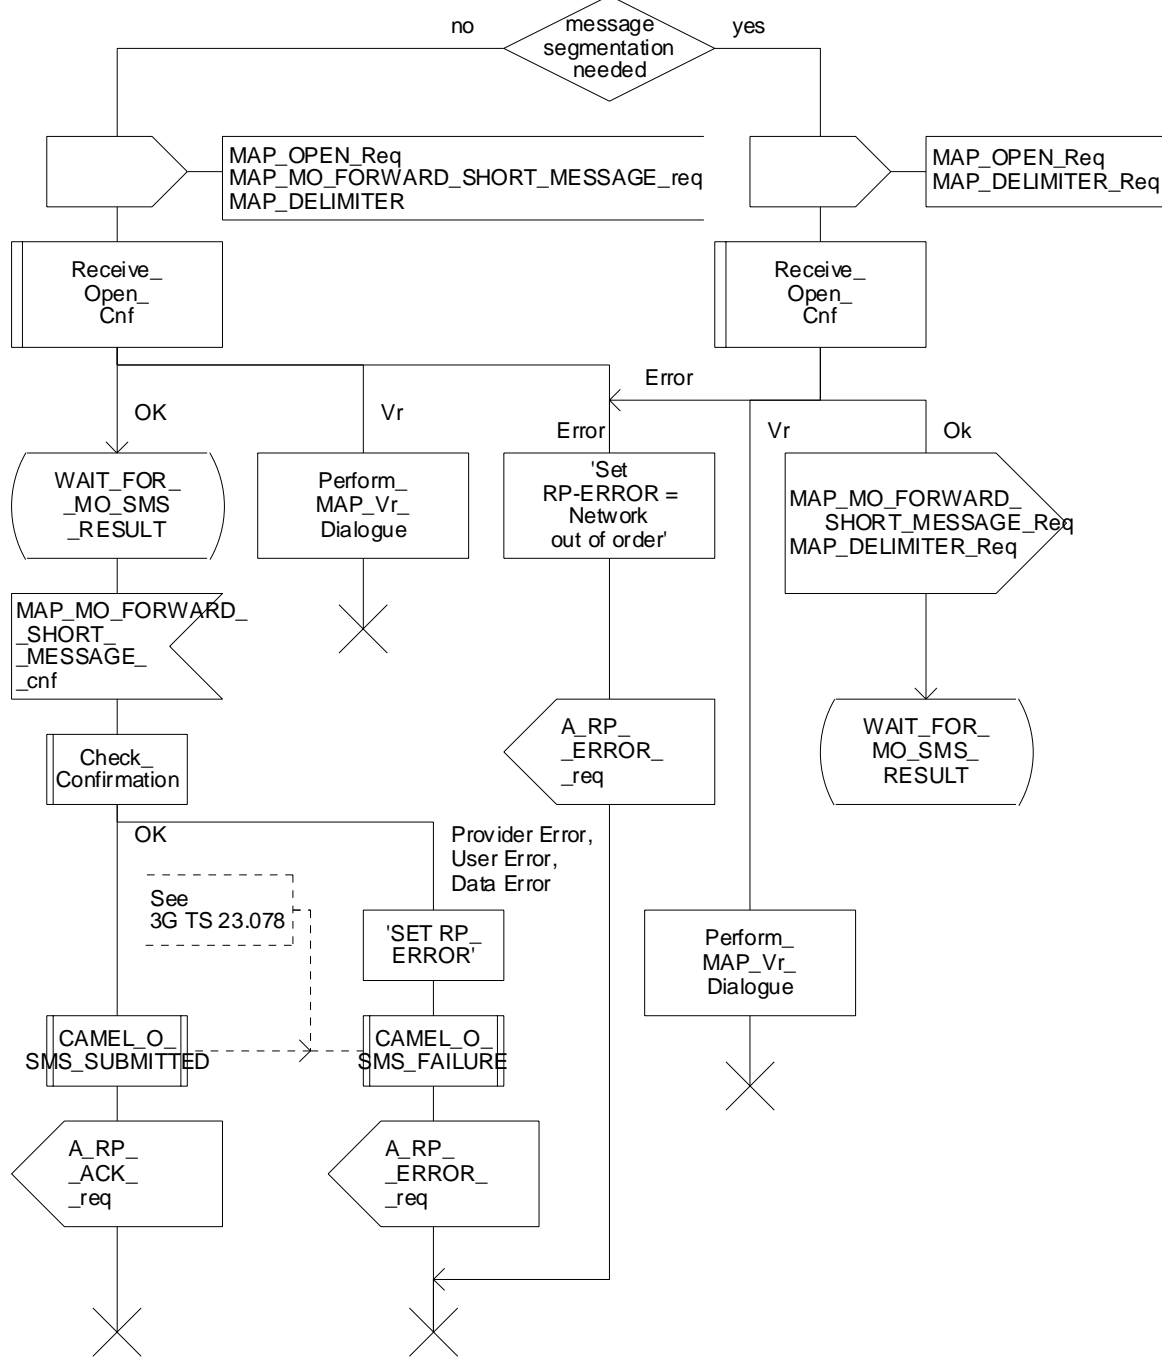 no
message
segmentation
needed
yes
MAP_OPEN_Req
MAP_MO_FORWARD_SHORT_MESSAGE_req
MAP_DELIMITER
MAP_OPEN_Req
MAP_DELIMITER_Req
Receive_
Open_
Cnf
Receive_
Open_
Cnf
Error
OK
Vr
Error
Vr
Ok
WAIT_FOR_
_MO_SMS
_RESULT
Perform_
MAP_Vr_
Dialogue
'Set
RP-ERROR =
Network
out of order'
MAP_MO_FORWARD_
SHORT_MESSAGE_Req
MAP_DELIMITER_Req
MAP_MO_FORWARD_
_SHORT_
_MESSAGE_
_cnf
A_RP_
_ERROR_
_req
WAIT_FOR_
MO_SMS_
RESULT
Check_
Confirmation
OK
Provider Error,
User Error,
Data Error
See
3G TS 23.078
'SET RP_
ERROR'
Perform_
MAP_Vr_
Dialogue
CAMEL_O_
SMS_SUBMITTED
CAMEL_O_
SMS_FAILURE
A_RP_
_ACK_
_req
A_RP_
_ERROR_
_req